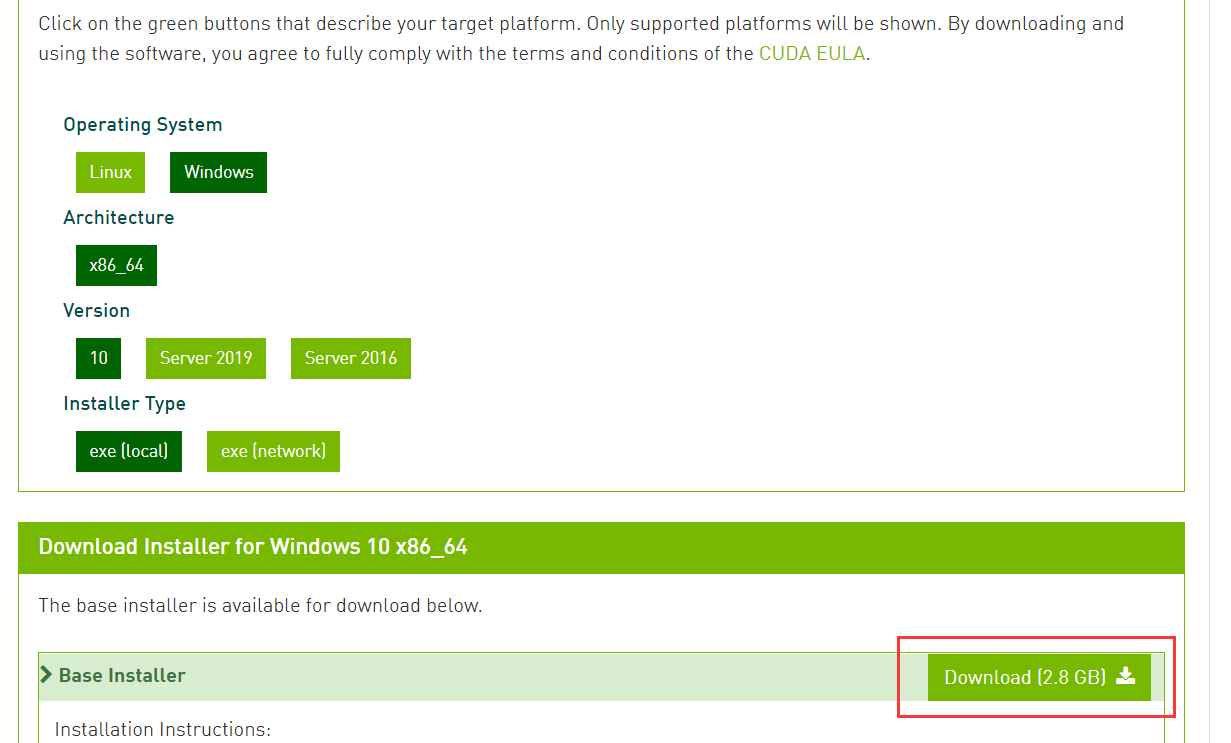 Click on the green buttons that describe your target platform. Only supported platforms will be shown. By downloading and
using the software, you agree to fully comply with the terms and conditions of the CUDA EULA.
Operating System
Linux Windows
Architecture
x86_64
Version
10 Server 2019 Server 2016
Installer Type
exe (local) exe (network)
Download Installer for Windows 10 x86_64
The base installer is available for download below.
Base Installer Download (2.8 GB)
Installation Instructions: